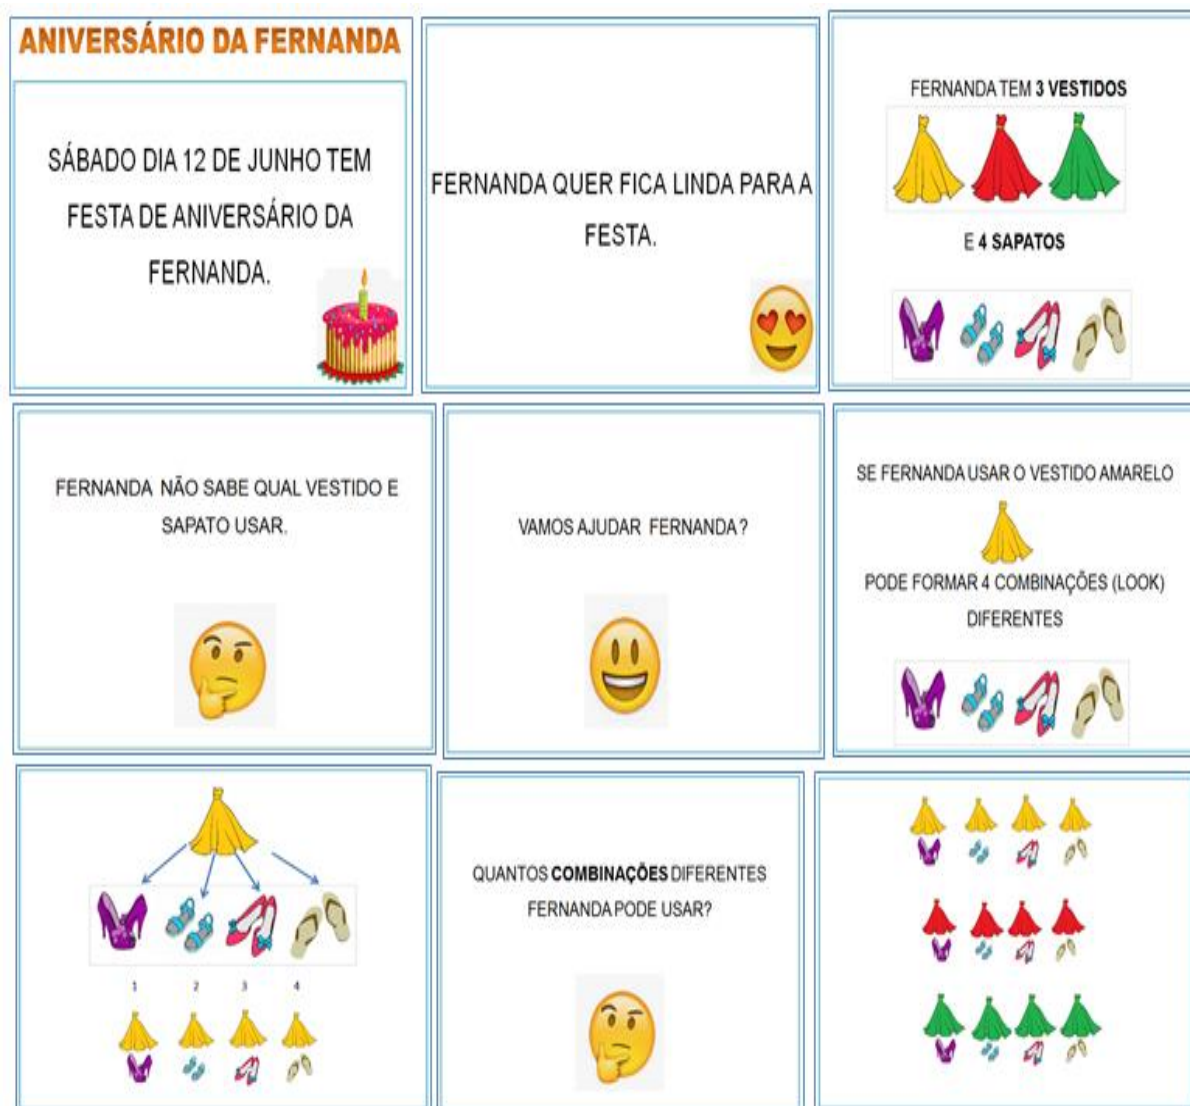 ANIVERSÁRIO DA FERNANDA
SÁBADO DIA 12 DE JUNHO TEM
FESTA DE ANIVERSÁRIO DA
FERNANDA.
FERNANDA QUER FICA LINDA PARA A
FESTA.
FERNANDA TEM 3 VESTIDOS
E 4 SAPATOS
FERNANDA NÃO SABE QUAL VESTIDO E
SAPATO USAR.
VAMOS AJUDAR FERNANDA?
SE FERNANDA USAR O VESTIDO AMARELO
PODE FORMAR 4 COMBINAÇÕES (LOOK)
DIFERENTES
1 2 3 4
QUANTOS COMBINAÇÕES DIFERENTES
FERNANDA PODE USAR?